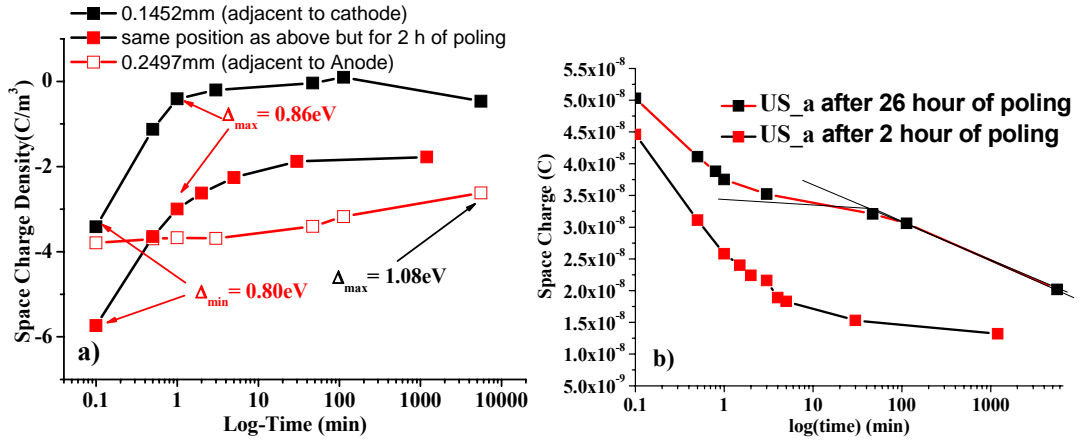 0.1452mm (adjacent to cathode)
same position as above but for 2 h of poling
0.2497mm (adjacent to Anode)
Space Charge Density(C/m³)
0
-2
-4
-6
Δmax = 0.86eV
Δmin = 0.80eV
Δmax = 1.08eV
a)
0.1 1 10 100 1000 10000
Log-Time (min)
US_a after 26 hour of poling
US_a after 2 hour of poling
Space Charge (C)
5.5x10⁻⁸
5.0x10⁻⁸
4.5x10⁻⁸
4.0x10⁻⁸
3.5x10⁻⁸
3.0x10⁻⁸
2.5x10⁻⁸
2.0x10⁻⁸
1.5x10⁻⁸
1.0x10⁻⁸
5.0x10⁻⁹
b)
0.1 1 10 100 1000
log(time) (min)